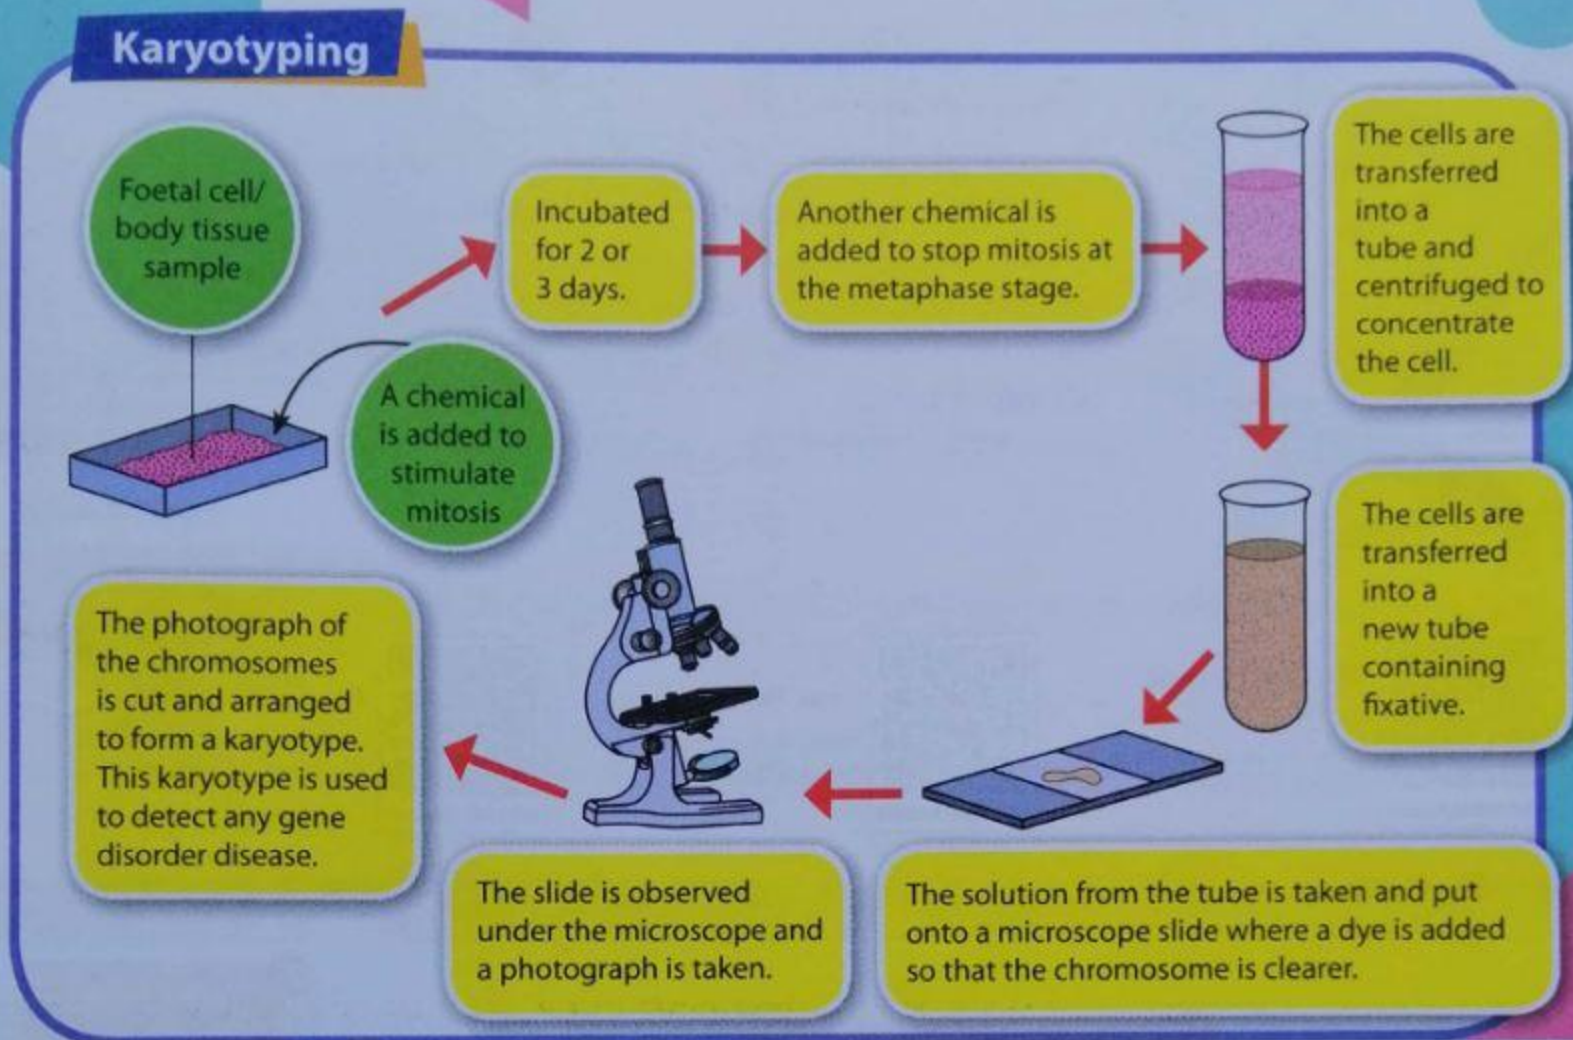 Karyotyping
Foetal cell/
body tissue
sample
A chemical
is added to
stimulate
mitosis
Incubated
for 2 or
3 days.
Another chemical is
added to stop mitosis at
the metaphase stage.
The cells are
transferred
into a
tube and
centrifuged to
concentrate
the cell.
The cells are
transferred
into a
new tube
containing
fixative.
The solution from the tube is taken and put
onto a microscope slide where a dye is added
so that the chromosome is clearer.
The slide is observed
under the microscope and
a photograph is taken.
The photograph of
the chromosomes
is cut and arranged
to form a karyotype.
This karyotype is used
to detect any gene
disorder disease.